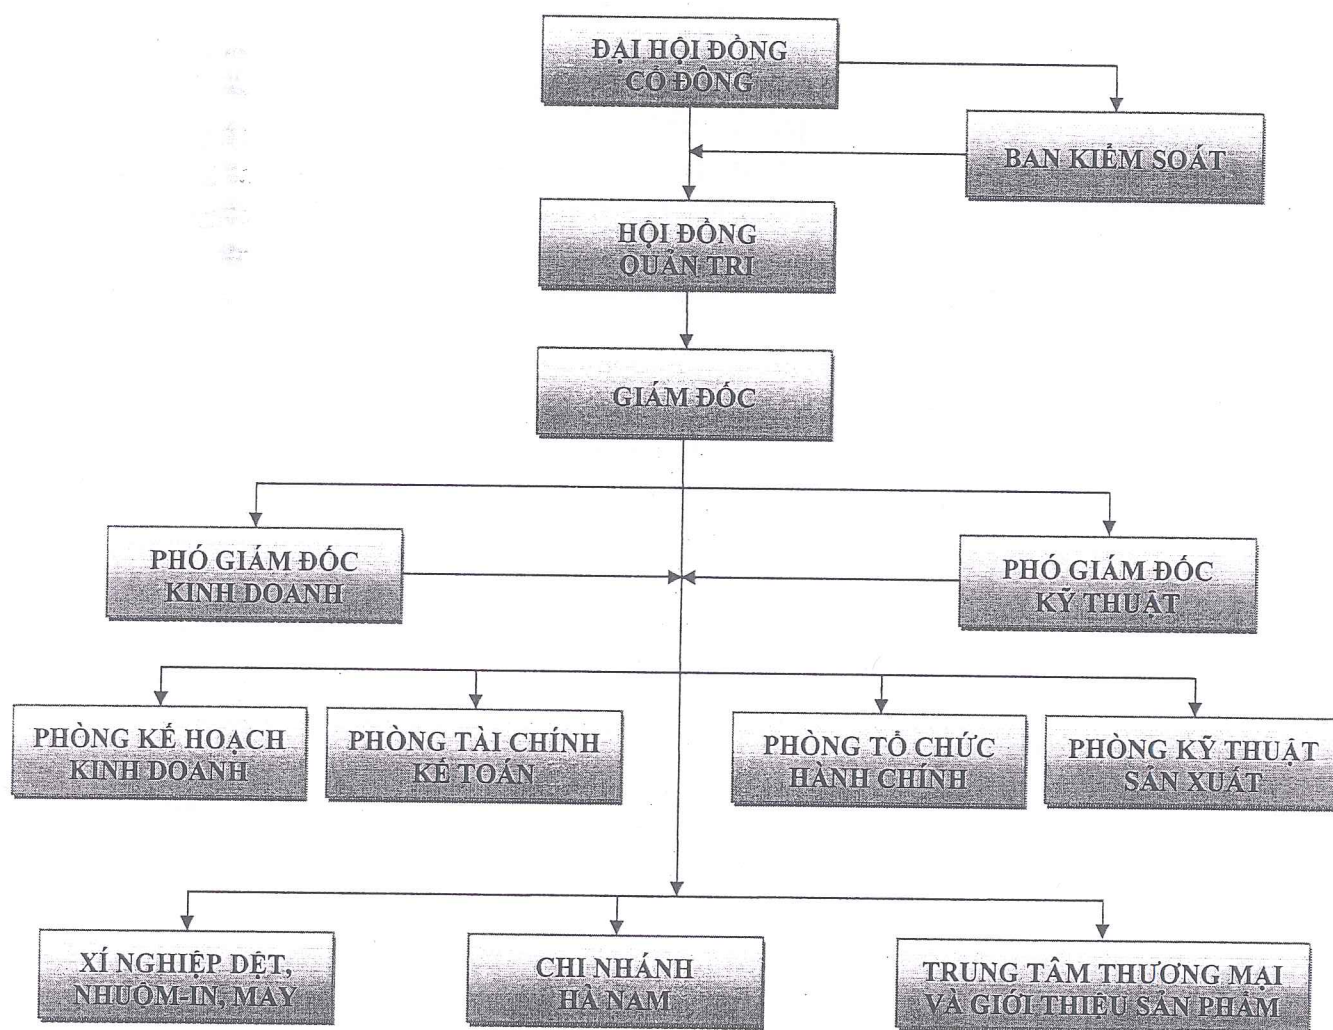 ĐẠI HỘI ĐỒNG
CỔ ĐÔNG
BAN KIỂM SOÁT
HỘI ĐỒNG
QUẢN TRỊ
GIÁM ĐỐC
PHÓ GIÁM ĐỐC
KINH DOANH
PHÓ GIÁM ĐỐC
KỸ THUẬT
PHÒNG KẾ HOẠCH
KINH DOANH
PHÒNG TÀI CHÍNH
KẾ TOÁN
PHÒNG TỔ CHỨC
HÀNH CHÍNH
PHÒNG KỸ THUẬT
SẢN XUẤT
XÍ NGHIỆP DỆT,
NHUỘM-IN, MAY
CHI NHÁNH
HÀ NAM
TRUNG TÂM THƯƠNG MẠI
VÀ GIỚI THIỆU SẢN PHẨM